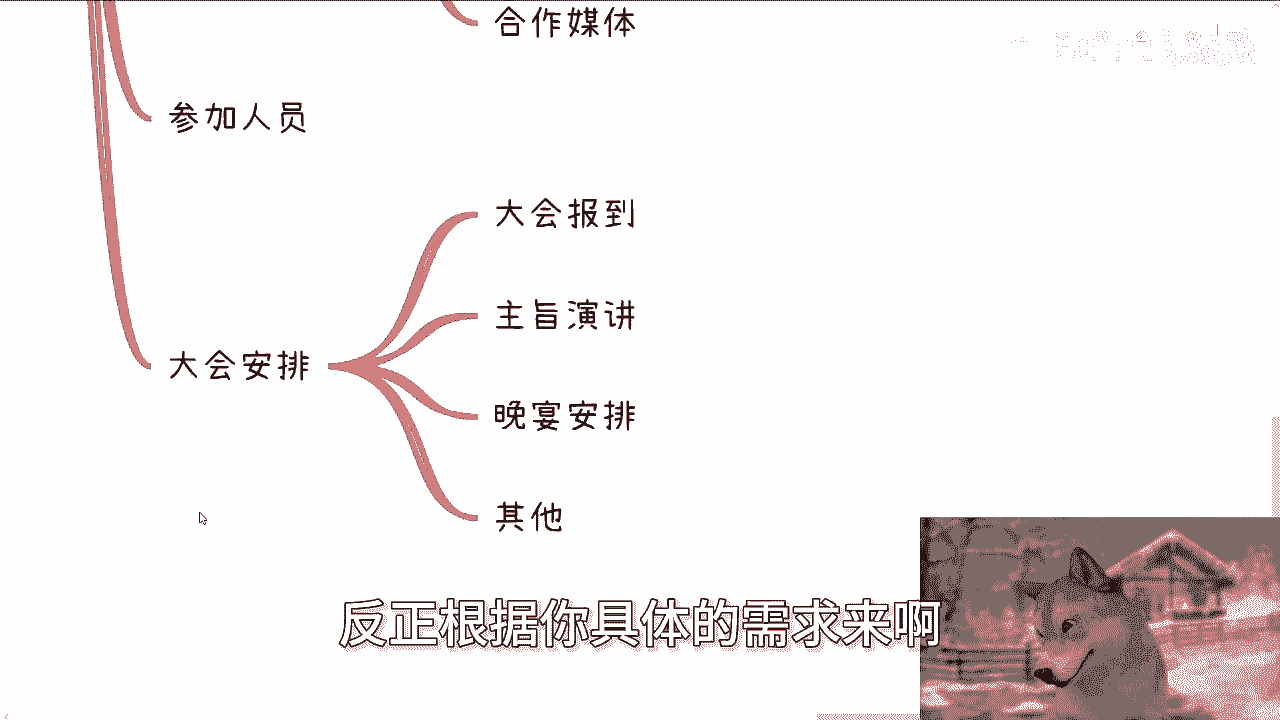 合作媒体
参加人员
大会报到
主旨演讲
大会安排
晚宴安排
其他
反正根据你具体的需求来啊